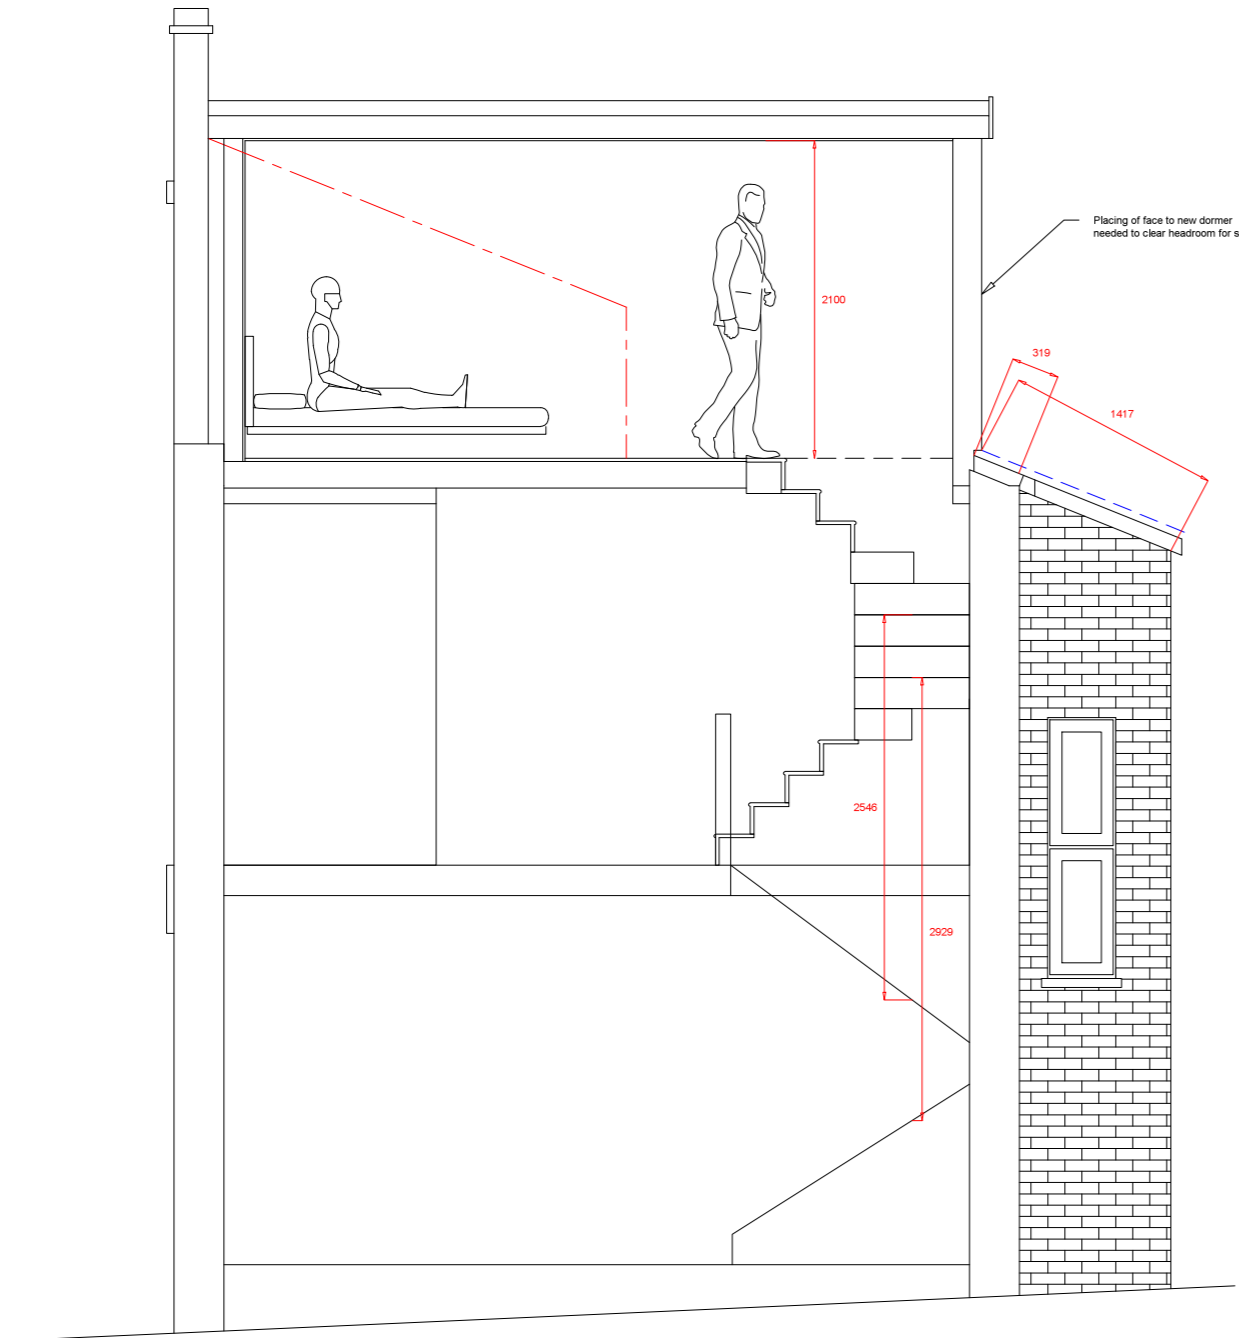 Placing of face to new dormer
needed to clear headroom for s
2100
319
1417
2546
2929